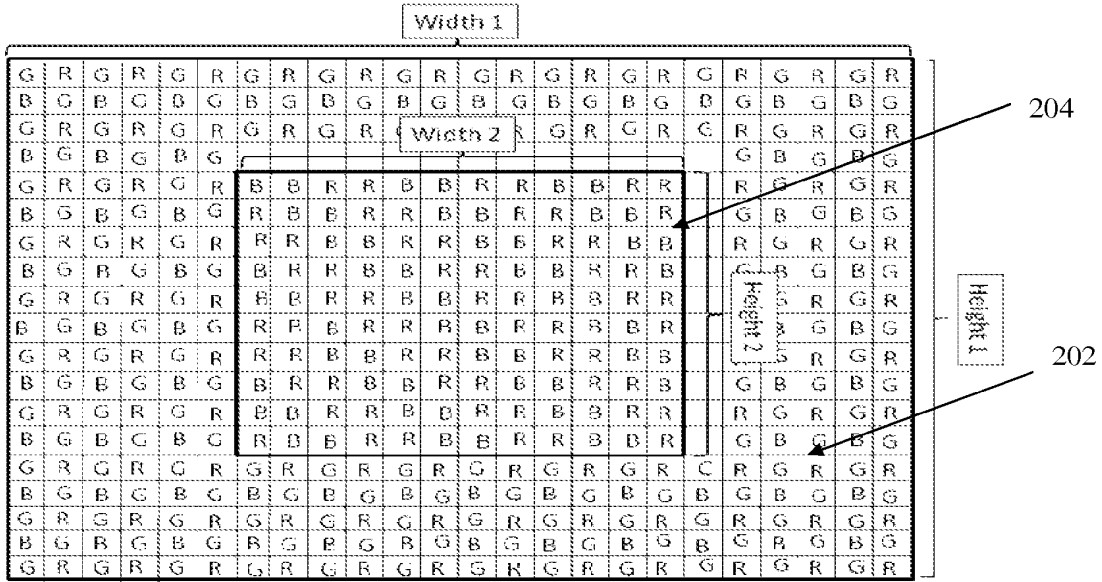 Width 1
G R G R G R G R G R G R G R G R G R G R G R G R
B G B G B G B G B G B G B G B G B G B G B G B G
G R G R G R G R G R Width 2 R G R G R G R G R G R
B G B G B G G B G B G
G R G R G R B B R R B B R R B B R R R G R G R
B G B G B G R B B R R B B R R B B R G B G B G
G R G R G R R R B B R R B B R R B B R G R G R
B G B G B G B R R B B R R B B R R B G B G B G
G R G R G R B B R R B B R R B B R R G R G R
B G B G B G R B B R R B B R R B B R G B G
G R G R G R R R B B R R B B R R B B G R G R
B G B G B G B R R B B R R B B R R B G B G B G
G R G R G R B B R R B B R R B B R R R G R G R
B G B G B G R B B R R B B R R B B R G B G B G
G R G R G R G R G R G R G R G R G R G R G R G R
B G B G B G B G B G B G B G B G B G B G B G B G
G R G R G R G R G R G R G R G R G R G R G R G R
B G B G B G B G B G B G B G B G B G B G B G B G
G R G R G R G R G R G R G R G R G R G R G R G R
Height 2
Height 1
204
202